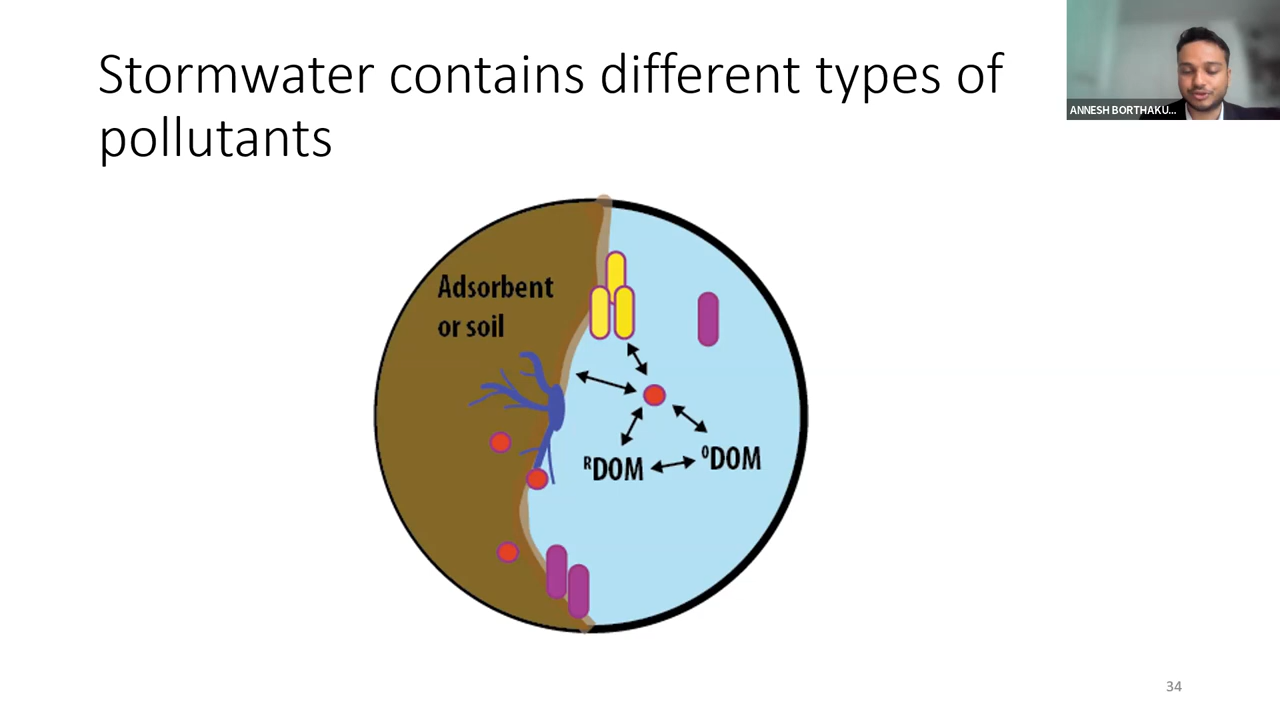 Stormwater contains different types of
pollutants
ANNESH BORTHAKU...
Adsorbent
or soil
ᴿDOM
⁰DOM
34